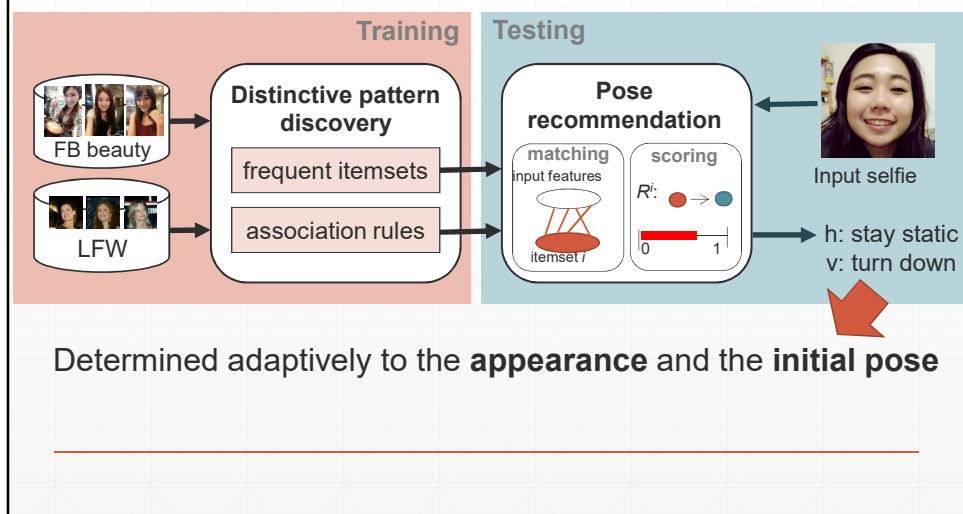 Training
Testing
FB beauty
LFW
Distinctive pattern
discovery
frequent itemsets
association rules
Pose
recommendation
matching
input features
itemset i
scoring
Rⁱ:
0 1
Input selfie
h: stay static
v: turn down
Determined adaptively to the appearance and the initial pose